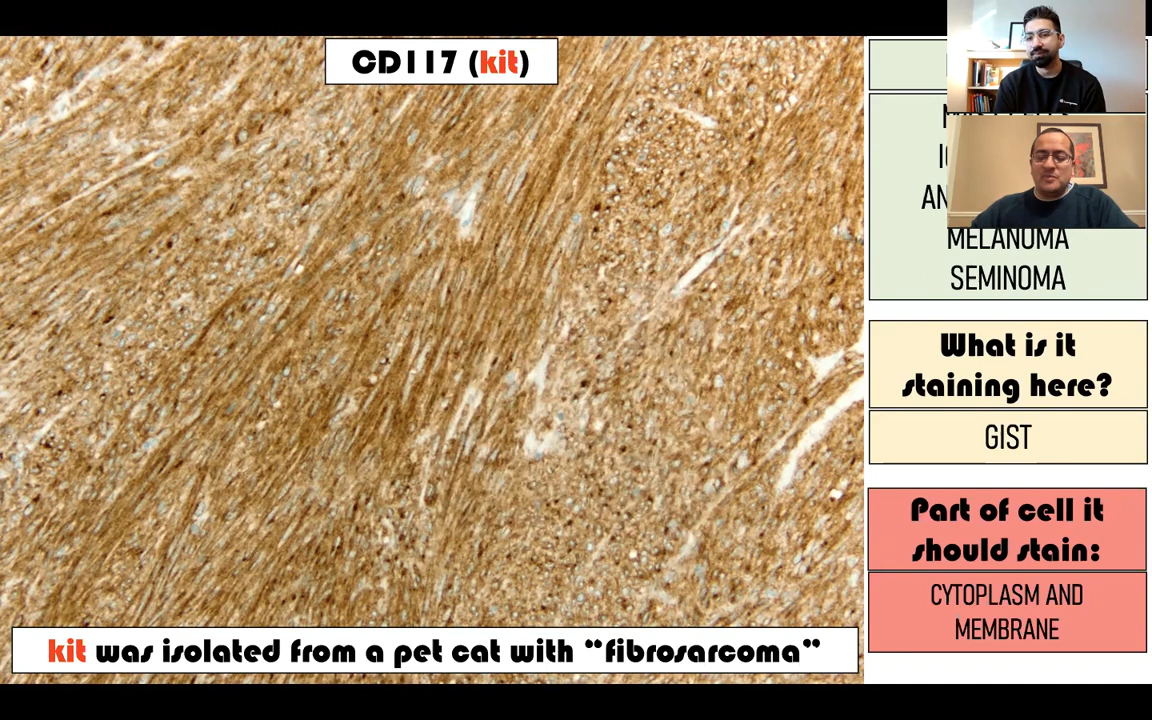 CD117 (kit)
MELANOMA
SEMINOMA
What is it
staining here?
GIST
Part of cell it
should stain:
CYTOPLASM AND
MEMBRANE
kit was isolated from a pet cat with “fibrosarcoma”